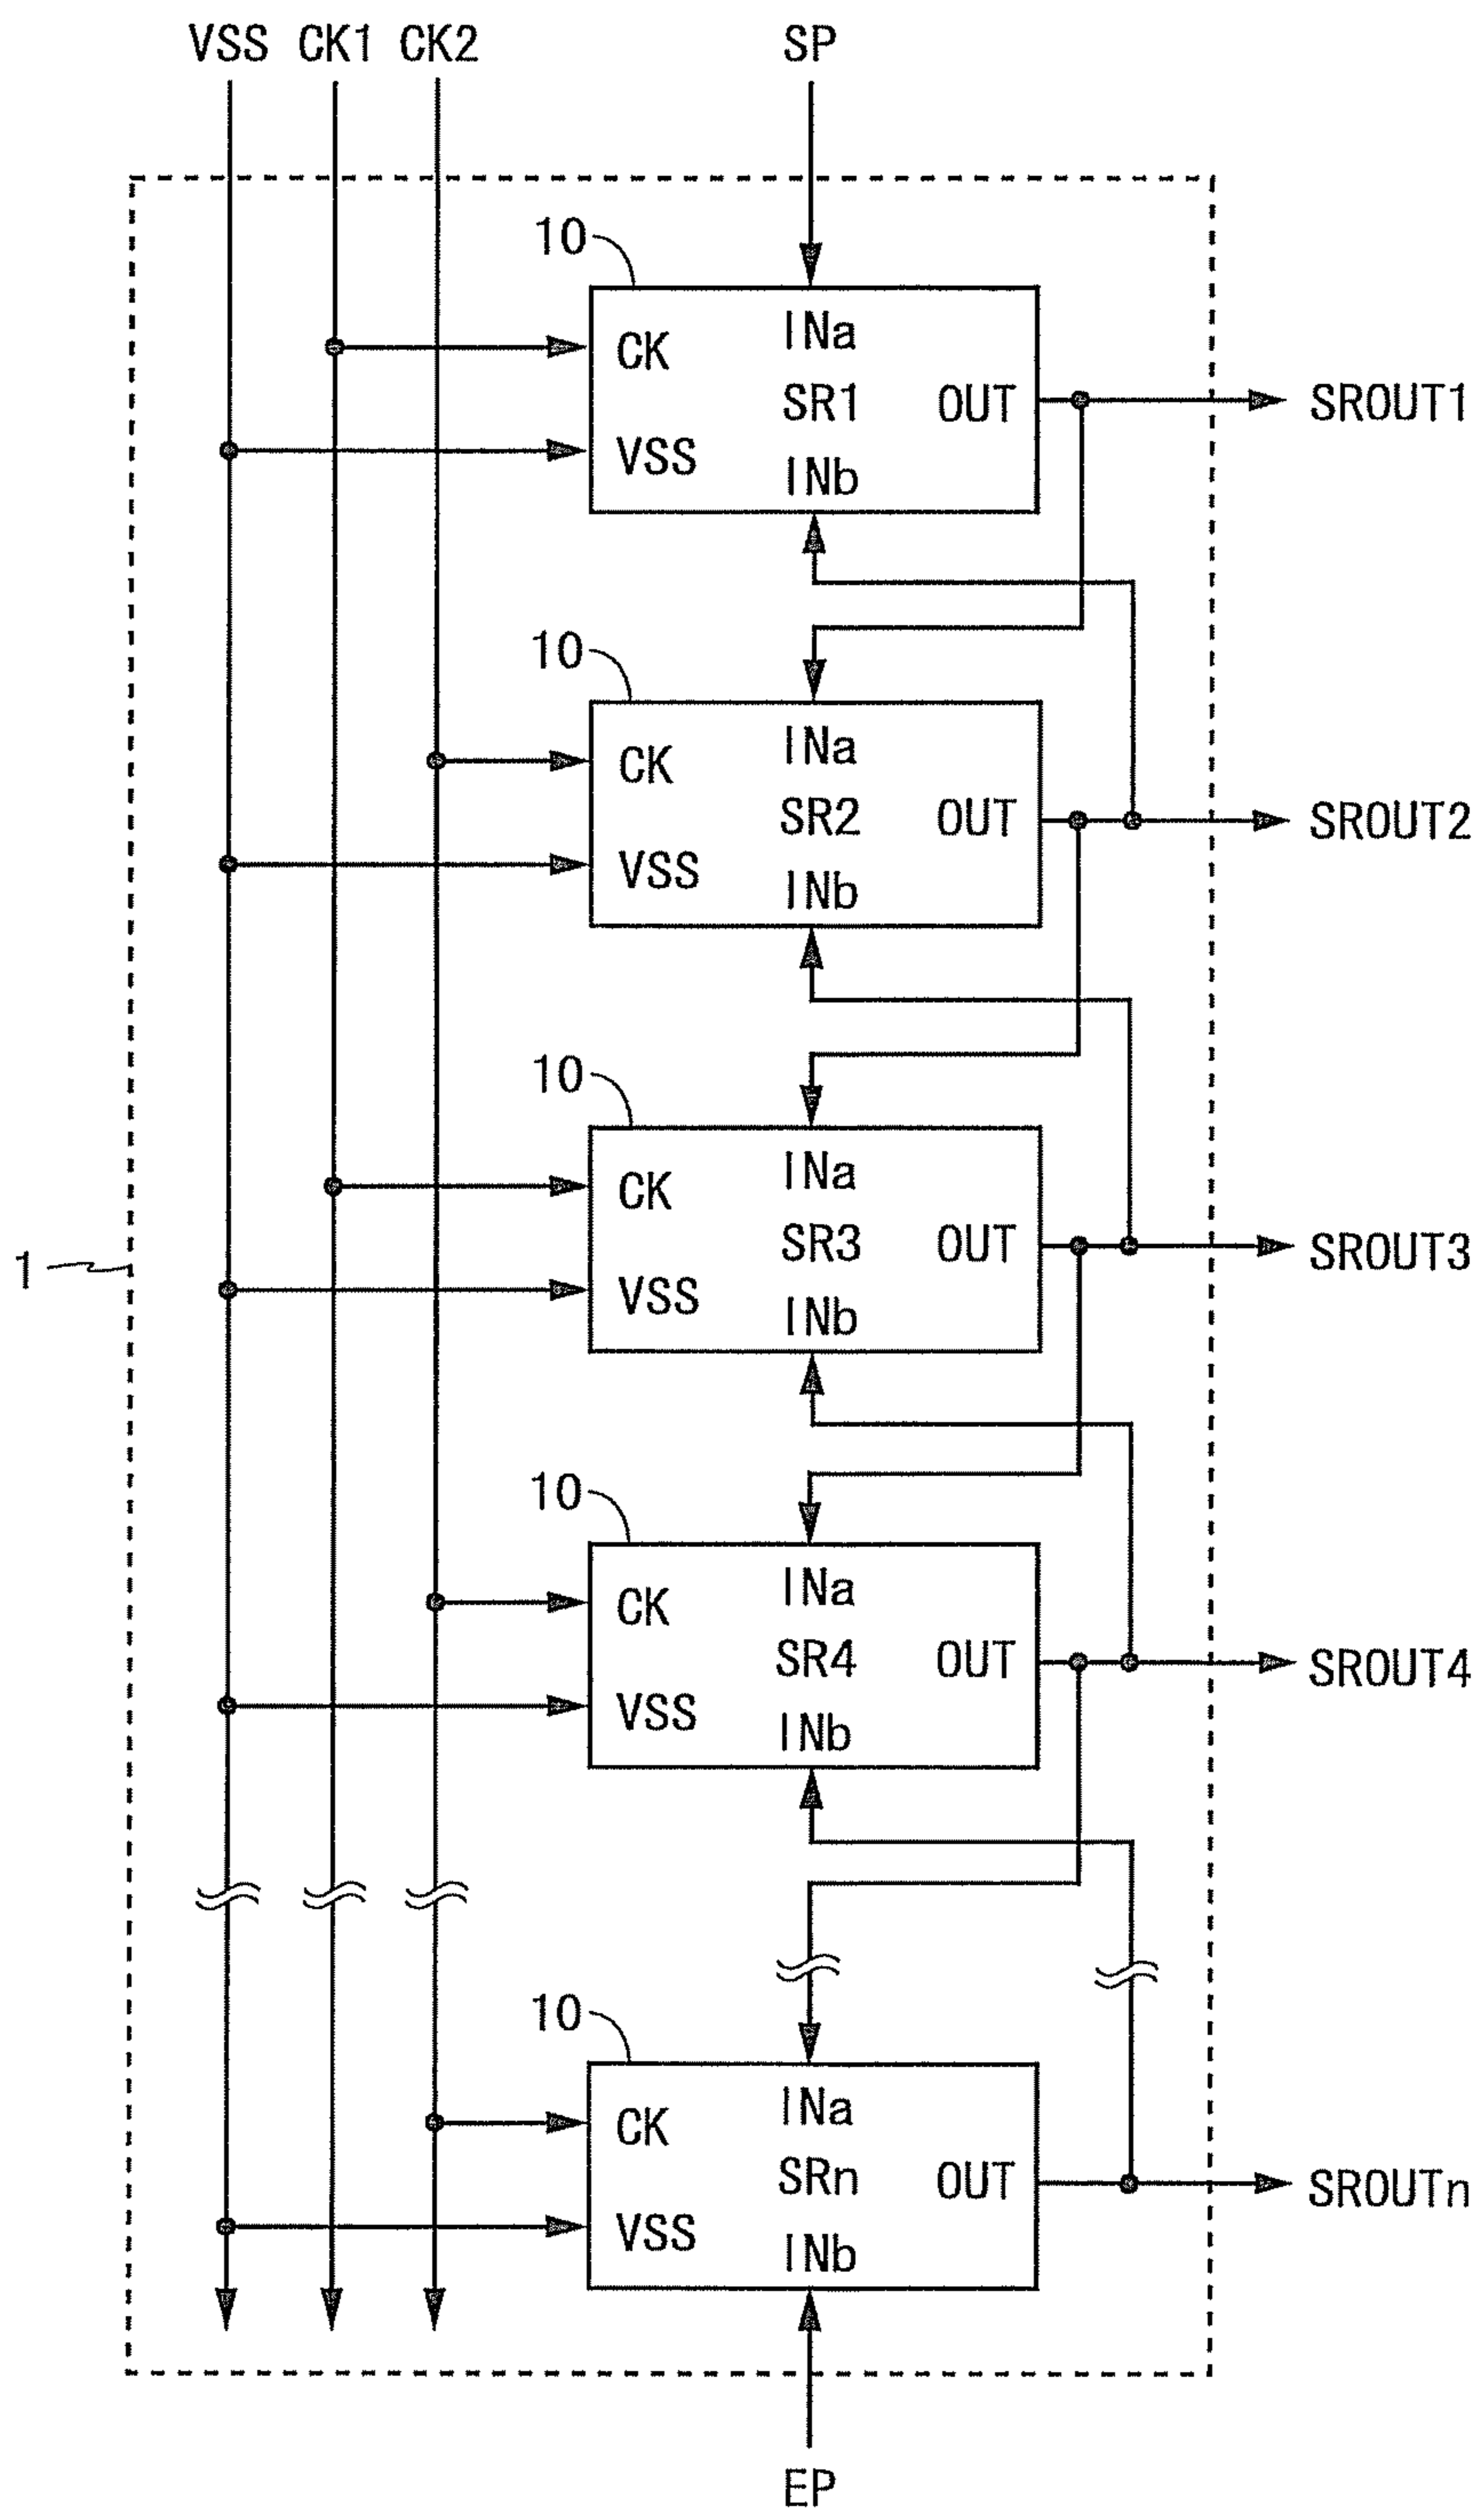 VSS CK1 CK2 SP
10
INa
CK
SR1 OUT SROUT1
VSS
INb
10
INa
CK
SR2 OUT SROUT2
VSS
INb
10
INa
CK
SR3 OUT SROUT3
1
VSS
INb
10
INa
CK
SR4 OUT SROUT4
VSS
INb
10
INa
CK
SRn OUT SROUTn
VSS
INb
EP